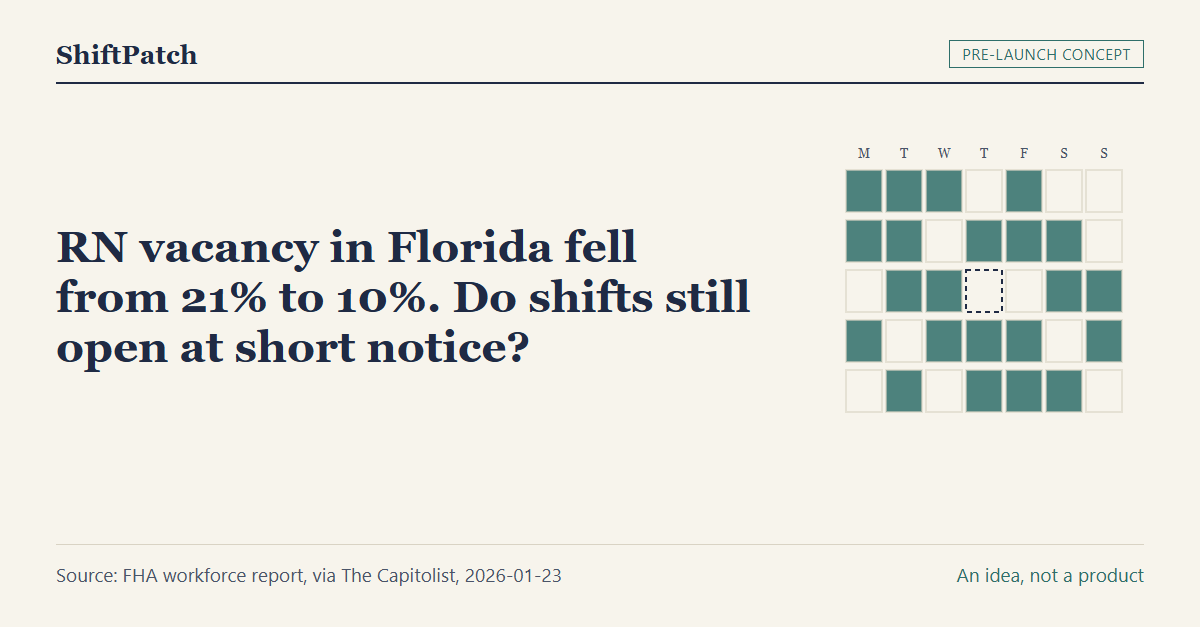 ShiftPatch
PRE-LAUNCH CONCEPT
M T W T F S S
RN vacancy in Florida fell
from 21% to 10%. Do shifts still
open at short notice?
Source: FHA workforce report, via The Capitolist, 2026-01-23
An idea, not a product